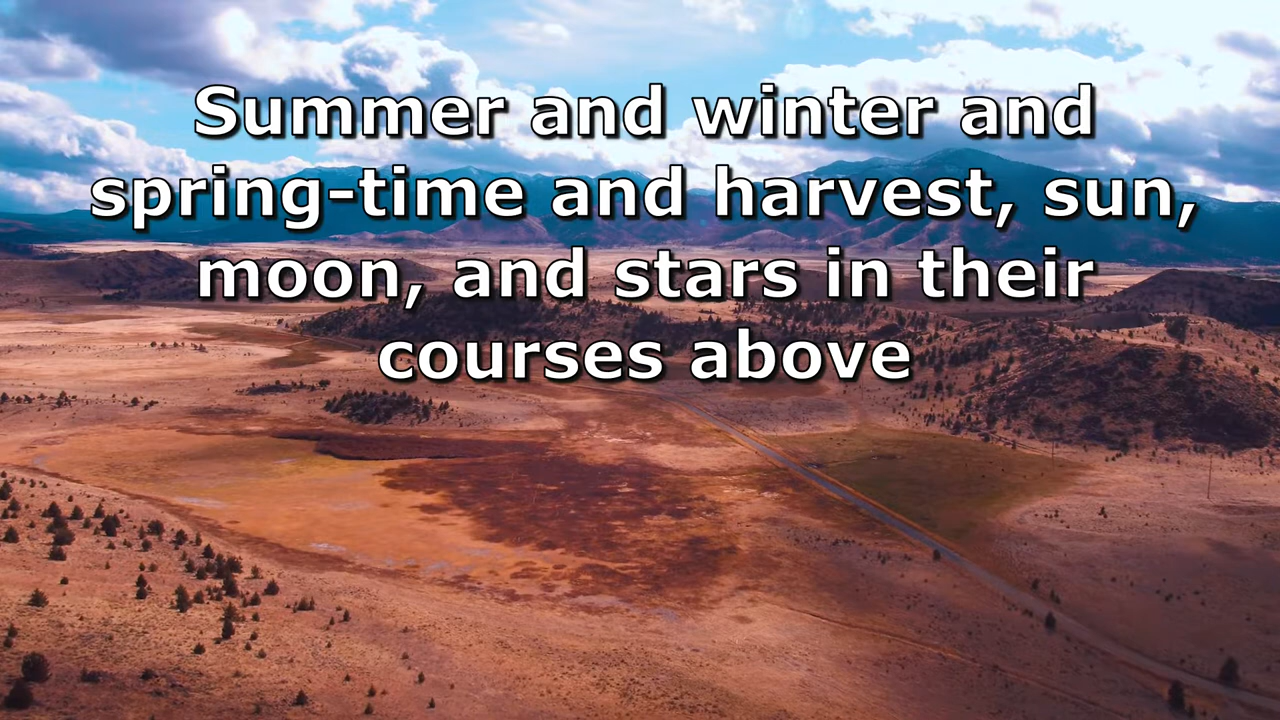 Summer and winter and
spring-time and harvest, sun,
moon, and stars in their
courses above